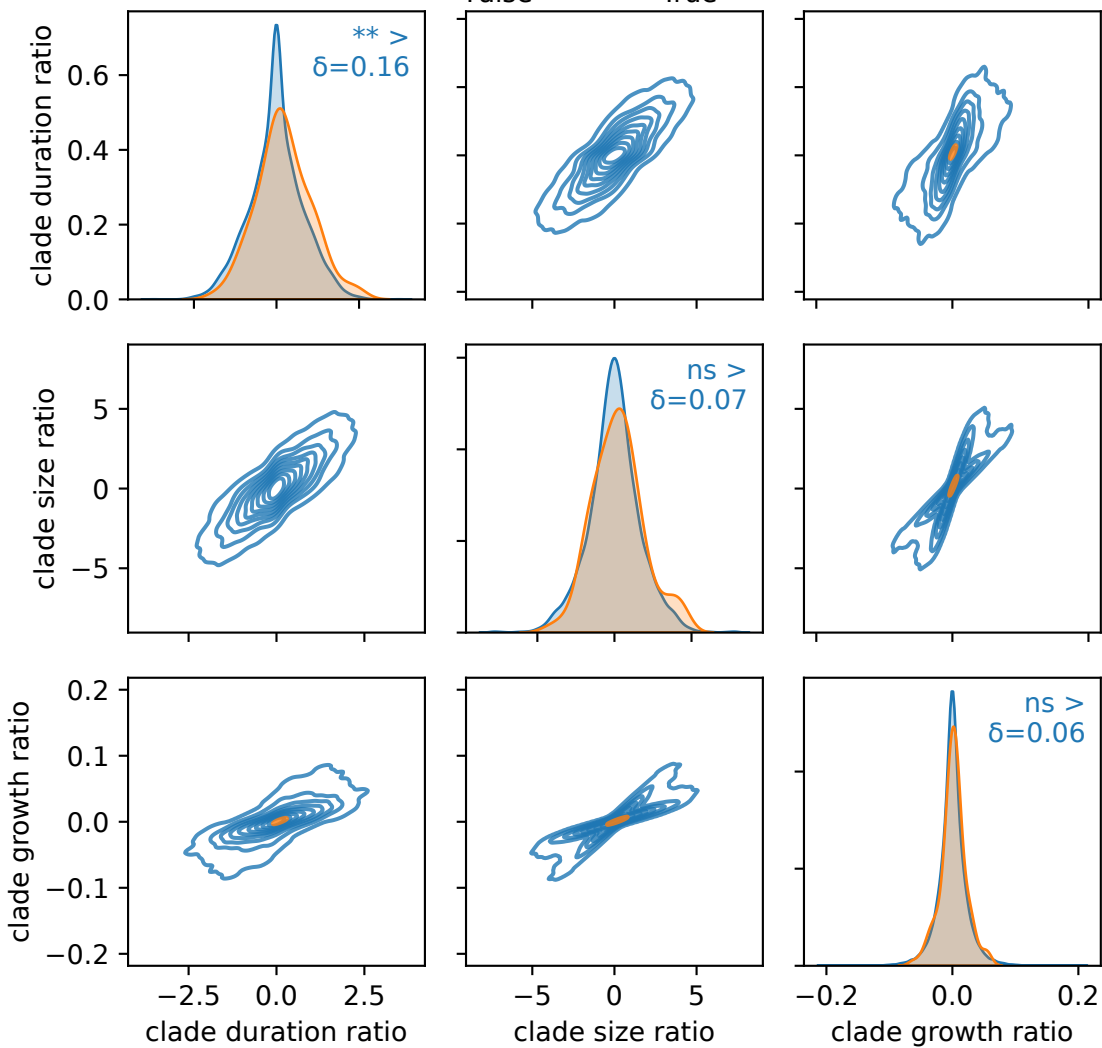 ** >
δ=0.16
clade duration ratio
0.6
0.4
0.2
0.0
ns >
δ=0.07
clade size ratio
5
0
−5
ns >
δ=0.06
clade growth ratio
0.2
0.1
0.0
−0.1
−0.2
−2.5 0.0 2.5
−5 0 5
−0.2 0.0 0.2
clade duration ratio
clade size ratio
clade growth ratio